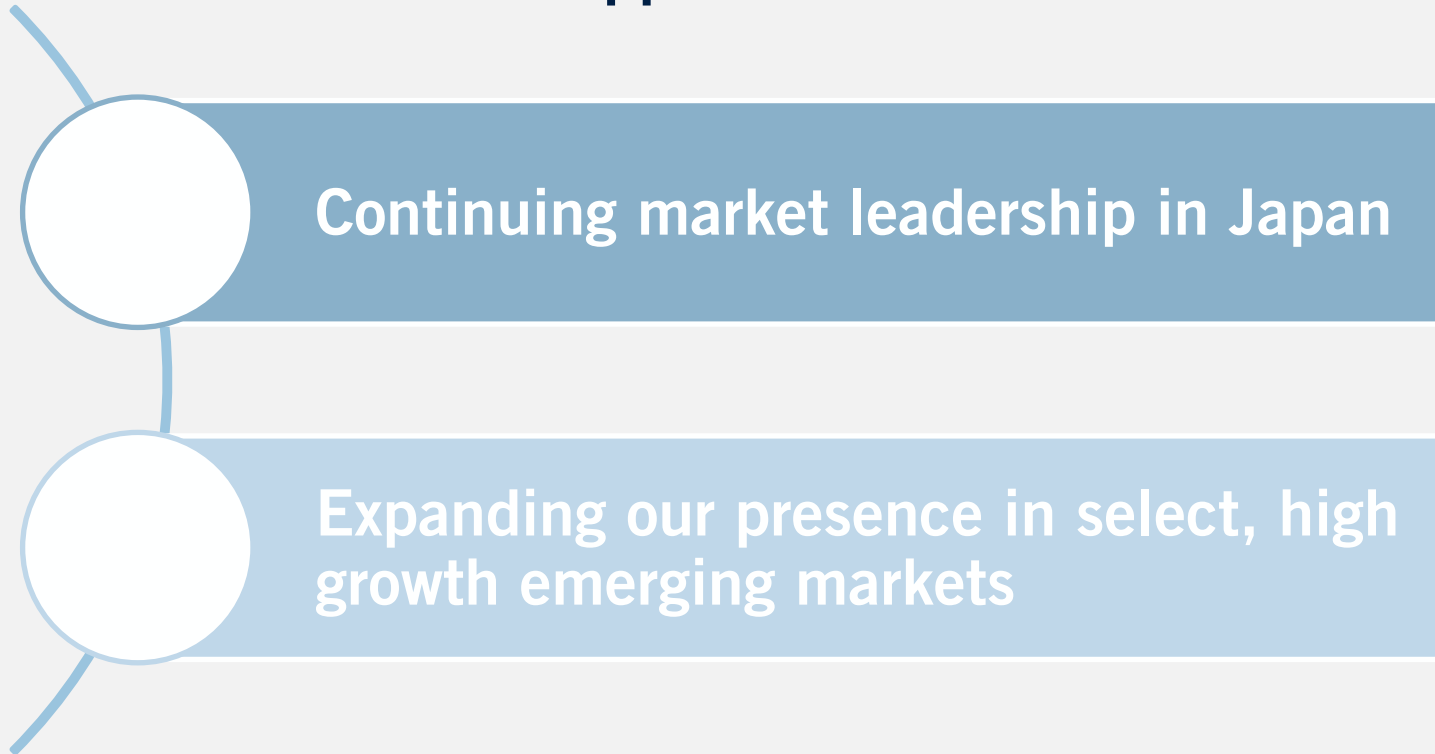 Continuing market leadership in Japan
Expanding our presence in select, high
growth emerging markets